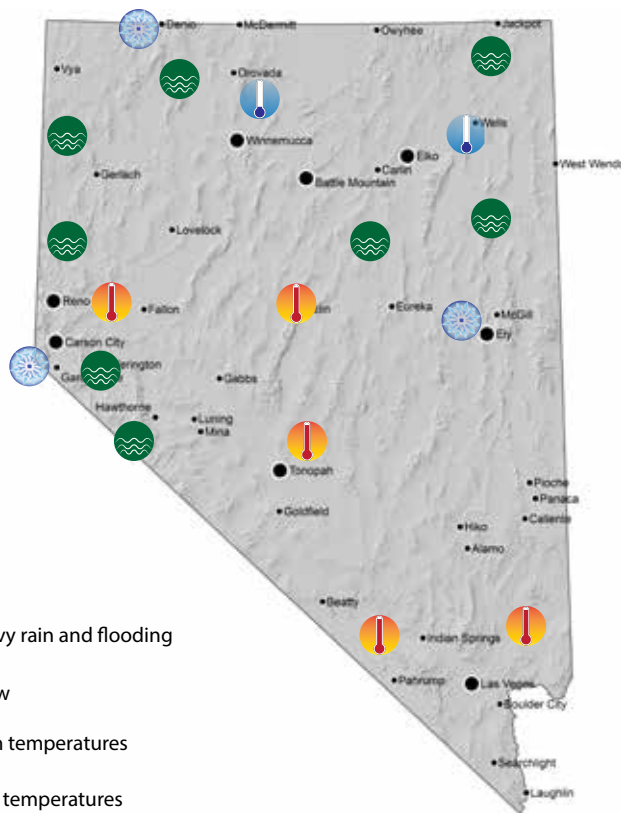 Denio
McDermitt
Owyhee
Jackpot
Vya
Orovada
Wells
Winnemucca
Elko
Carlin
West Wendo
Gerlach
Battle Mountain
Lovelock
Reno
Fallon
Eureka
McGill
Ely
Carson City
erington
Gabbs
Hawthorne
Luning
Mina
Tonopah
Pioche
Panaca
Goldfield
Caliente
Hiko
Alamo
Beatty
vy rain and flooding
Indian Springs
w
Pahrump
Las Vegas
Boulder City
n temperatures
Searchlight
temperatures
Laughlin